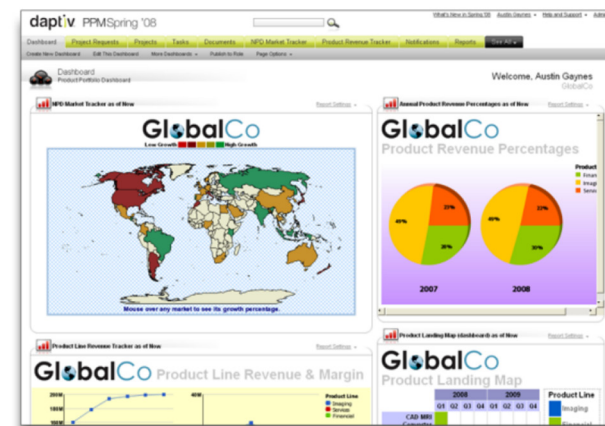 daptiv PPMSpring '08
What's New in Spring '08 Austin Gaynes Help and Support Admi
Dashboard Project Requests Projects Tasks Documents NPD Market Tracker Product Revenue Tracker Notifications Reports See All
Create New Dashboard Edit This Dashboard More Dashboards Publish to Role Page Options
Dashboard
Product Portfolio Dashboard
Welcome, Austin Gaynes
GlobalCo
NPD Market Tracker as of Now Report Settings
GlobalCo
Low Growth High Growth
Mouse over any market to see its growth percentage.
Annual Product Revenue Percentages as of Now Report Settings
GlobalCo
Product Revenue Percentages
Product
Finan
Imagi
Servi
2007 2008
Product Line Revenue Tracker as of Now Report Settings
GlobalCo Product Line Revenue & Margin
200M
180M
160M
40M
Product Line
Imaging
Services
Financial
Product Landing Map (dashboard) as of Now Report Settings
GlobalCo
Product Landing Map
2008 2009
Q1 Q2 Q3 Q4 Q1 Q2 Q3 Q4
CAD MRI
Product Line
Imaging
Financial